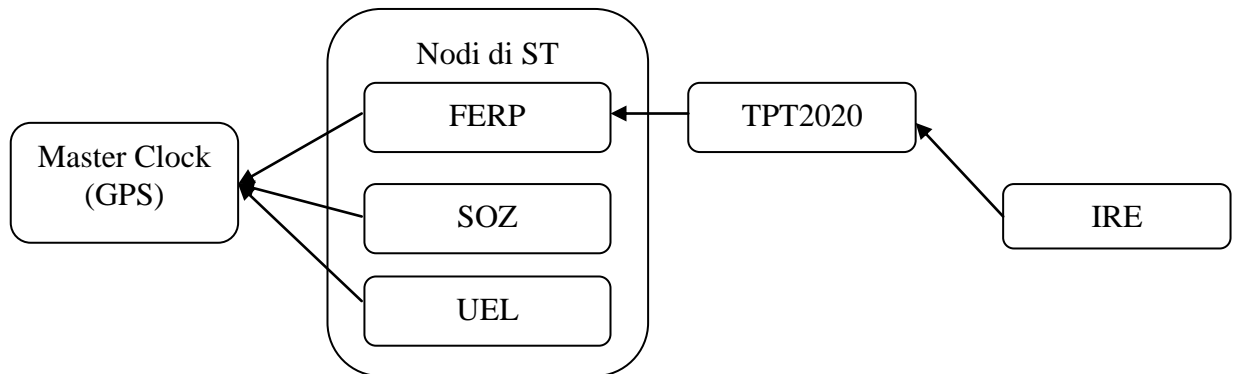 Nodi di ST
FERP
TPT2020
Master Clock
(GPS)
SOZ
IRE
UEL